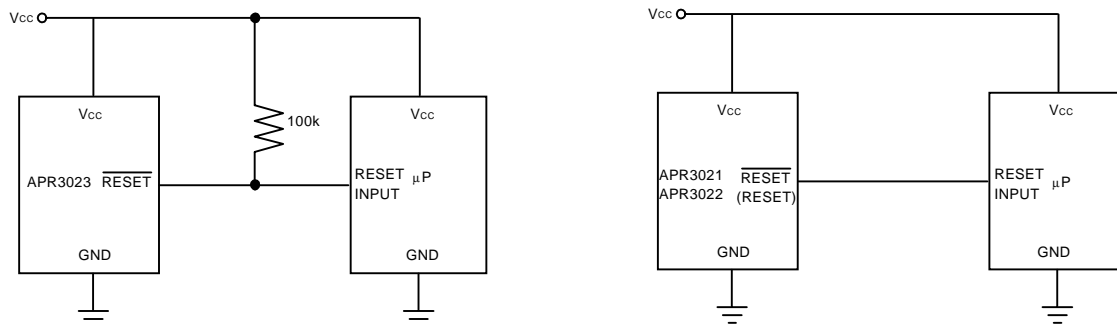 Vcc
Vcc
100k
APR3023 RESET
GND
Vcc
RESET
INPUT
μP
GND
Vcc
Vcc
APR3021
APR3022
RESET
(RESET)
GND
Vcc
RESET
INPUT
μP
GND